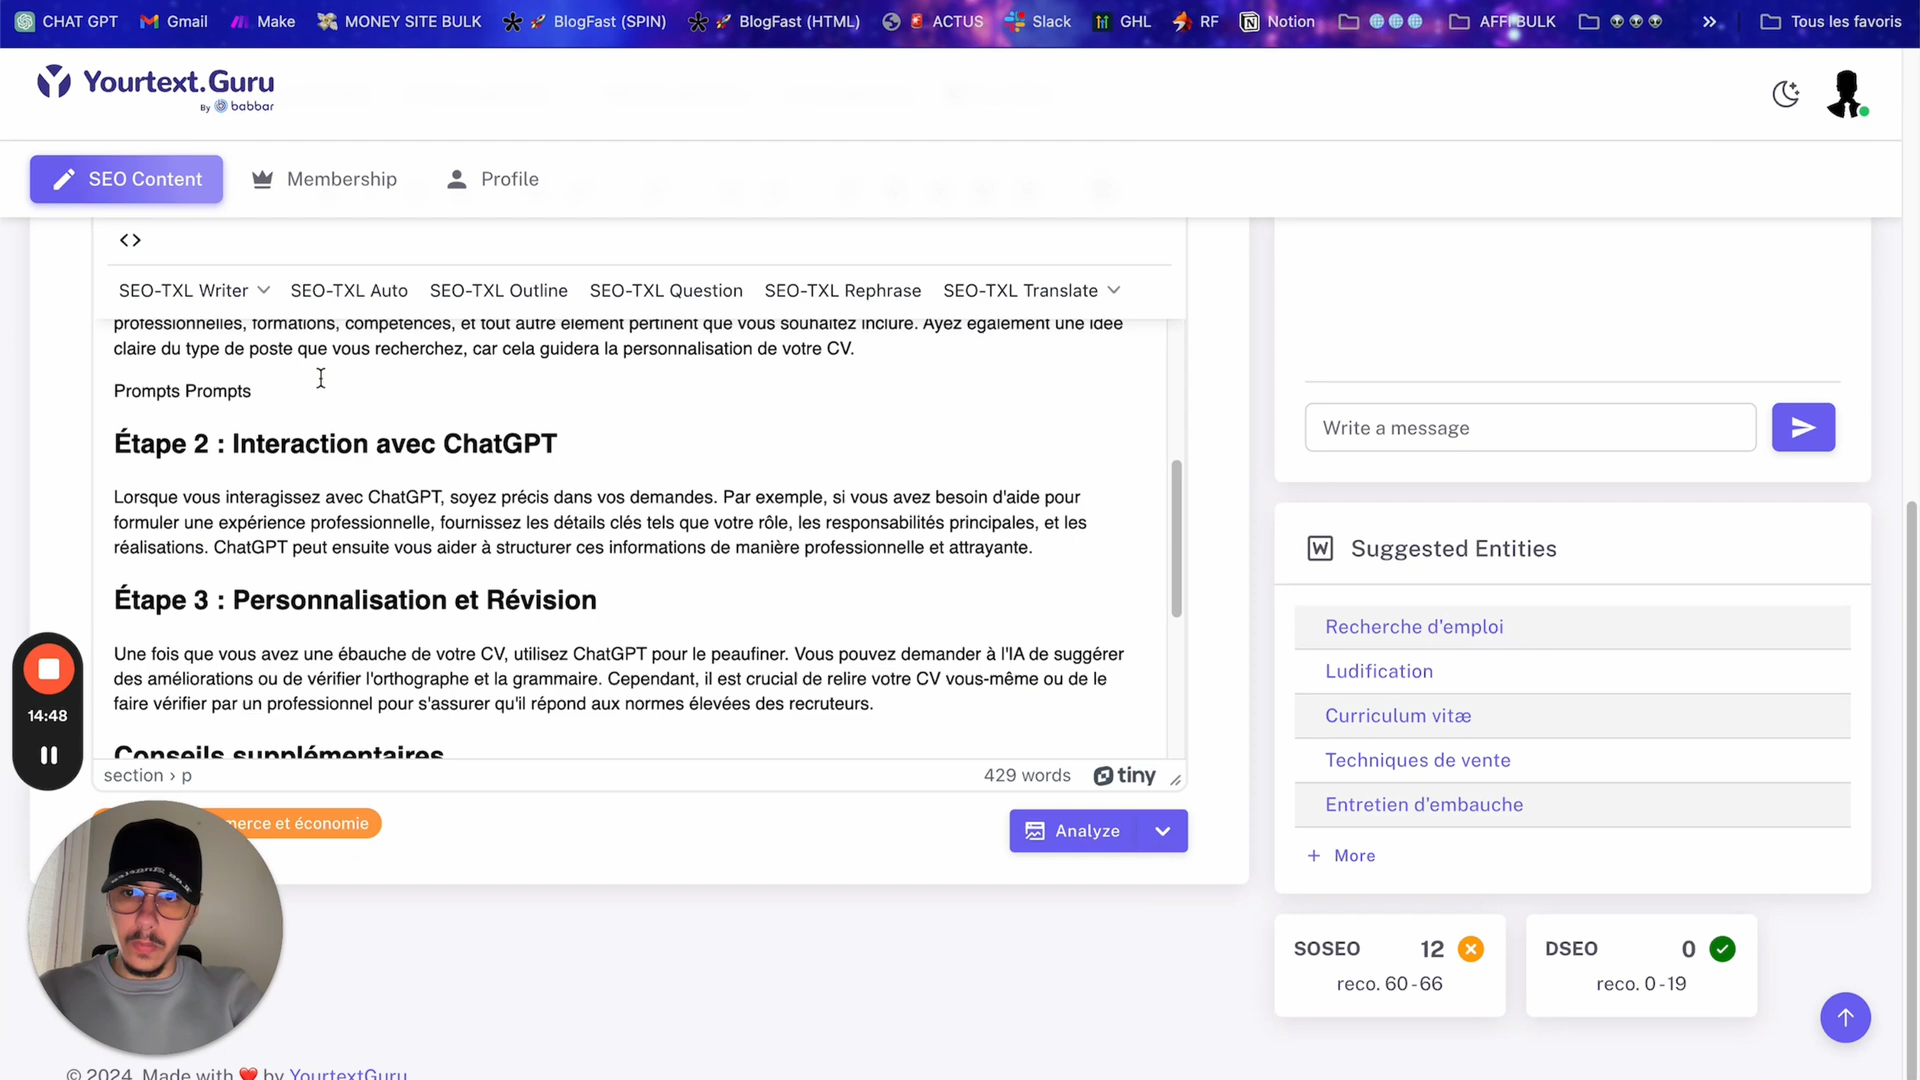 CHAT GPT Gmail Make MONEY SITE BULK BlogFast (SPIN) BlogFast (HTML) ACTUS Slack GHL RF Notion AFFI BULK Tous les favoris
Yourtext.Guru
By babbar
SEO Content Membership Profile
SEO-TXL Writer SEO-TXL Auto SEO-TXL Outline SEO-TXL Question SEO-TXL Rephrase SEO-TXL Translate
professionnelles, formations, compétences, et tout autre élément pertinent que vous souhaitez inclure. Ayez également une idée
claire du type de poste que vous recherchez, car cela guidera la personnalisation de votre CV.
Prompts Prompts
Étape 2 : Interaction avec ChatGPT
Lorsque vous interagissez avec ChatGPT, soyez précis dans vos demandes. Par exemple, si vous avez besoin d'aide pour
formuler une expérience professionnelle, fournissez les détails clés tels que votre rôle, les responsabilités principales, et les
réalisations. ChatGPT peut ensuite vous aider à structurer ces informations de manière professionnelle et attrayante.
Étape 3 : Personnalisation et Révision
Une fois que vous avez une ébauche de votre CV, utilisez ChatGPT pour le peaufiner. Vous pouvez demander à l'IA de suggérer
des améliorations ou de vérifier l'orthographe et la grammaire. Cependant, il est crucial de relire votre CV vous-même ou de le
faire vérifier par un professionnel pour s'assurer qu'il répond aux normes élevées des recruteurs.
Conseils supplémentaires
section › p
429 words
tiny
merce et économie
Analyze
Write a message
Suggested Entities
Recherche d'emploi
Ludification
Curriculum vitæ
Techniques de vente
Entretien d'embauche
+ More
SOSEO 12
reco. 60-66
DSEO 0
reco. 0-19
14:48
© 2024 Made with ❤️ by YourtextGuru